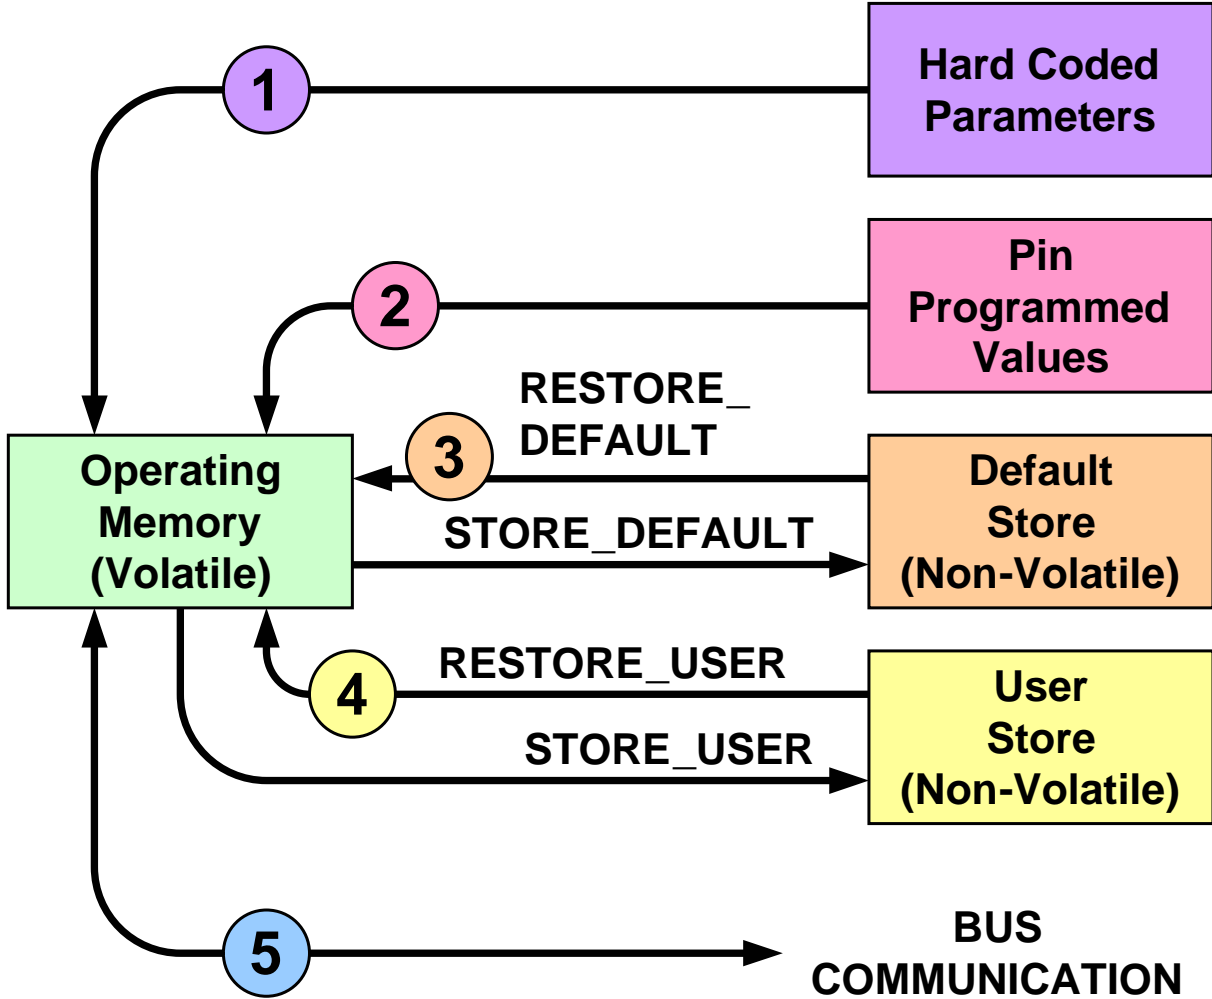 1
Hard Coded
Parameters
2
Pin
Programmed
Values
RESTORE_
DEFAULT
3
Operating
Memory
(Volatile)
Default
Store
(Non-Volatile)
STORE_DEFAULT
RESTORE_USER
4
User
Store
(Non-Volatile)
STORE_USER
5
BUS
COMMUNICATION